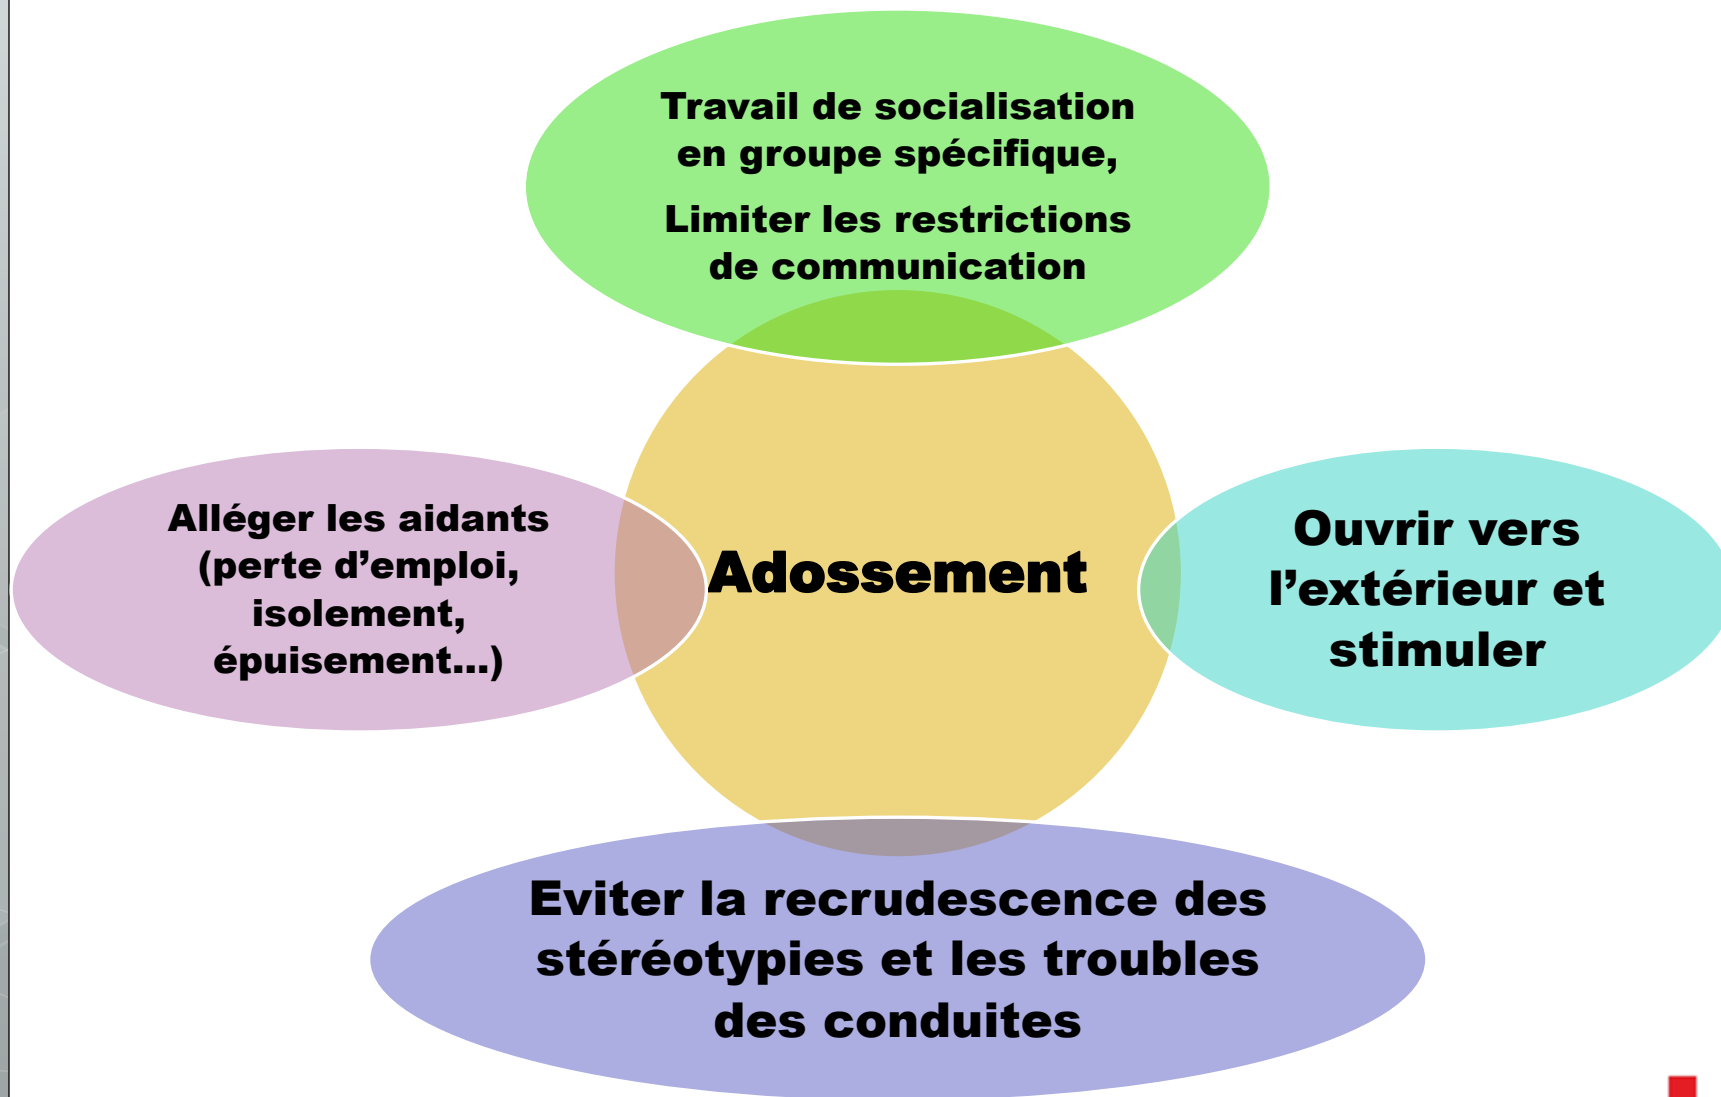 Travail de socialisation
en groupe spécifique,
Limiter les restrictions
de communication
Alléger les aidants
(perte d’emploi,
isolement,
épuisement…)
Adossement
Ouvrir vers
l’extérieur et
stimuler
Eviter la recrudescence des
stéréotypies et les troubles
des conduites